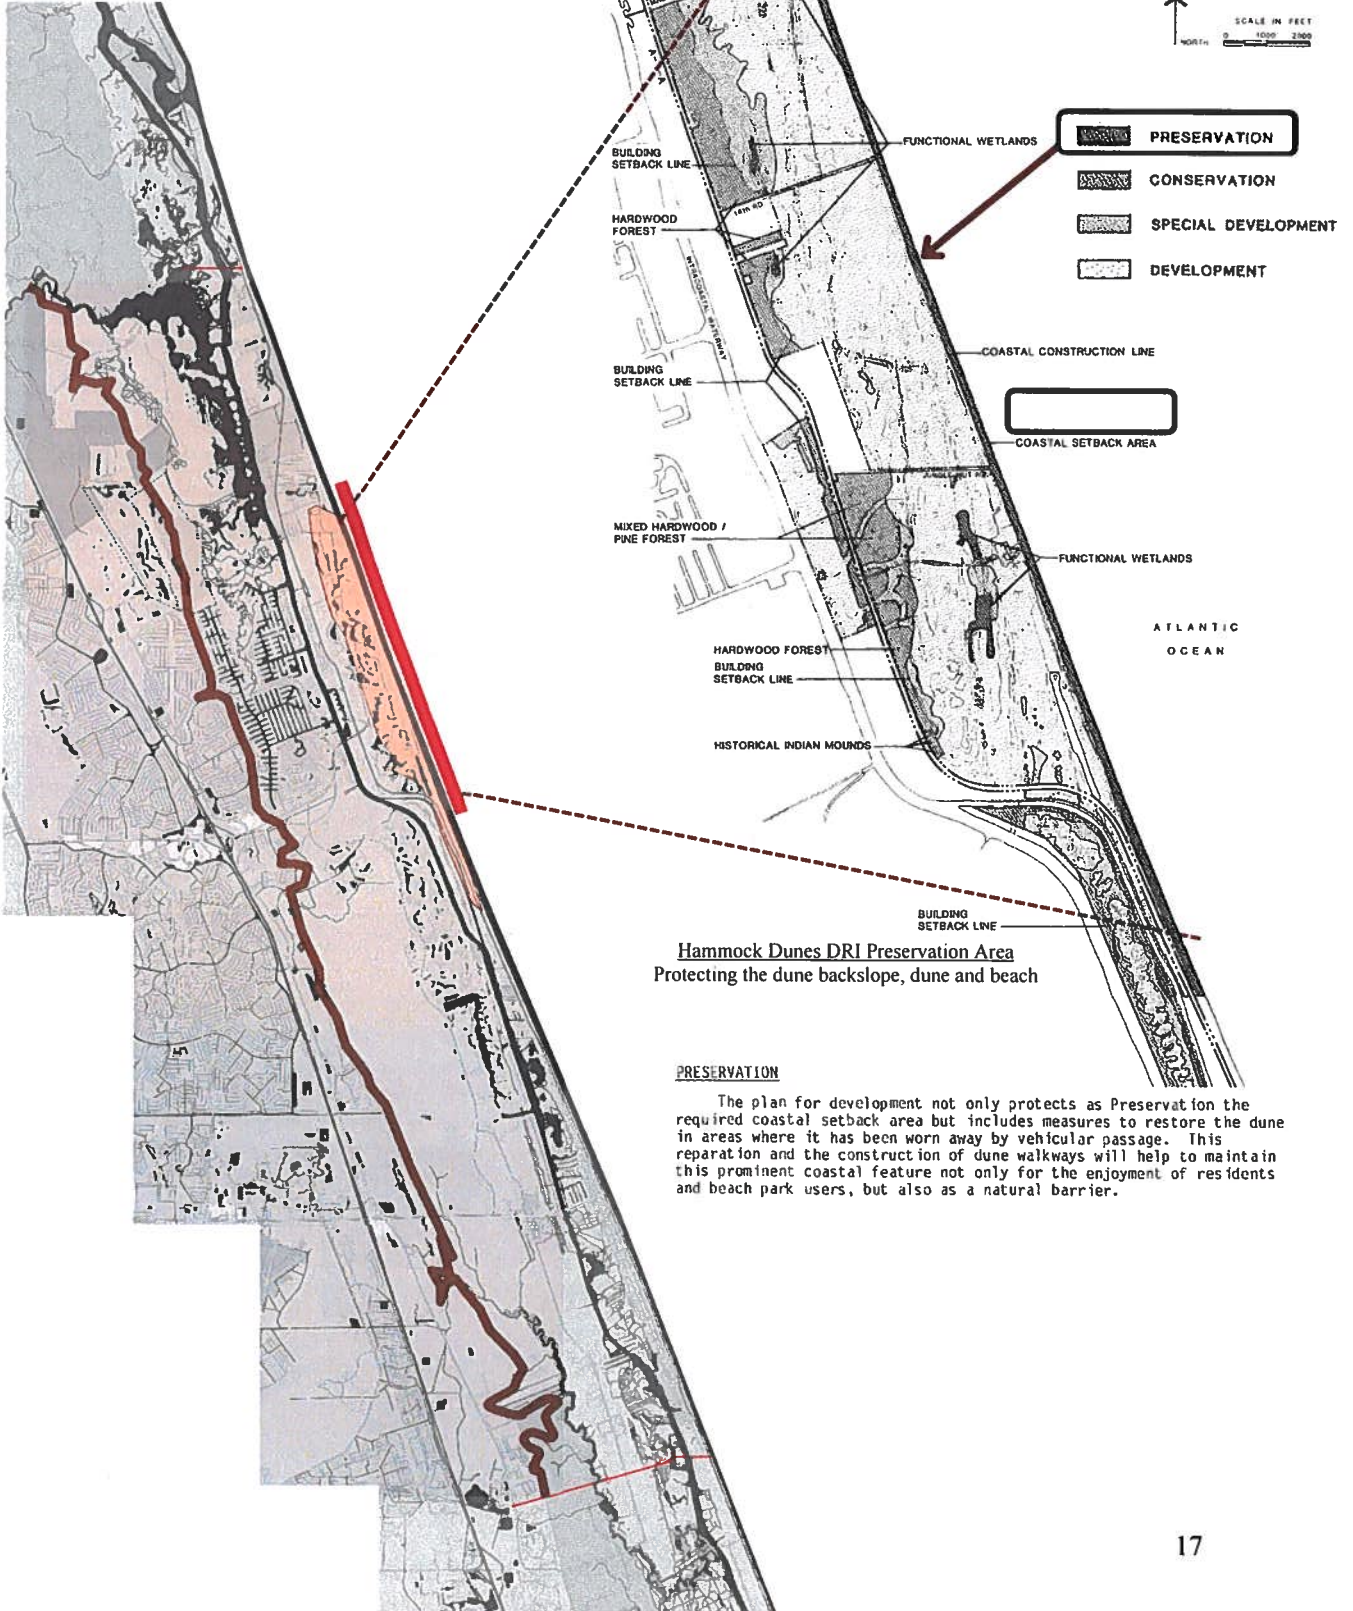 SCALE IN FEET
0 1000 2000
NORTH
A1A
FUNCTIONAL WETLANDS
PRESERVATION
BUILDING
SETBACK LINE
CONSERVATION
16TH RD
HARDWOOD
FOREST
SPECIAL DEVELOPMENT
DEVELOPMENT
INTRACOASTAL WATERWAY
COASTAL CONSTRUCTION LINE
BUILDING
SETBACK LINE
COASTAL SETBACK AREA
MIXED HARDWOOD /
PINE FOREST
FUNCTIONAL WETLANDS
ATLANTIC
OCEAN
HARDWOOD FOREST
BUILDING
SETBACK LINE
HISTORICAL INDIAN MOUNDS
BUILDING
SETBACK LINE
Hammock Dunes DRI Preservation Area
Protecting the dune backslope, dune and beach
PRESERVATION
The plan for development not only protects as Preservation the
required coastal setback area but includes measures to restore the dune
in areas where it has been worn away by vehicular passage. This
reparation and the construction of dune walkways will help to maintain
this prominent coastal feature not only for the enjoyment of residents
and beach park users, but also as a natural barrier.
17